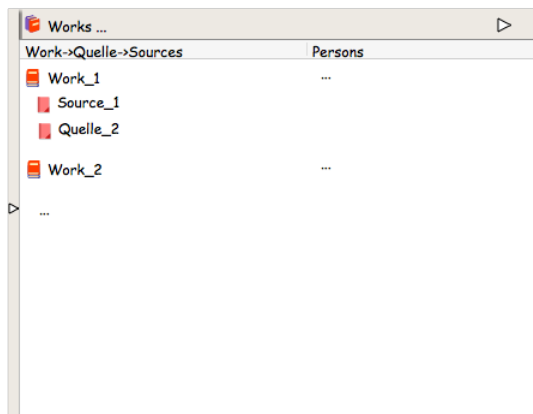 Works ...
Work->Quelle->Sources Persons
Work_1 ...
Source_1
Quelle_2
Work_2 ...
...